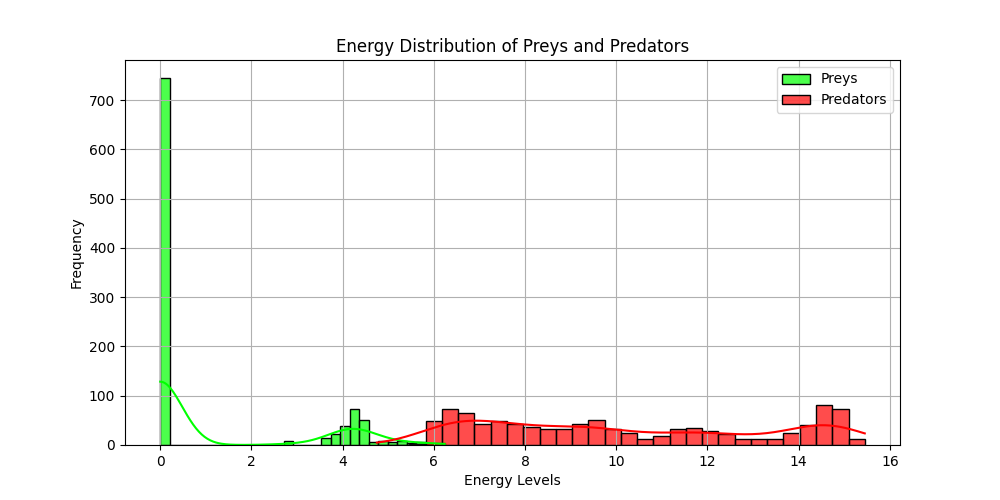 Energy Distribution of Preys and Predators
Preys
Predators
700
600
500
400
300
200
100
0
Frequency
0 2 4 6 8 10 12 14 16
Energy Levels